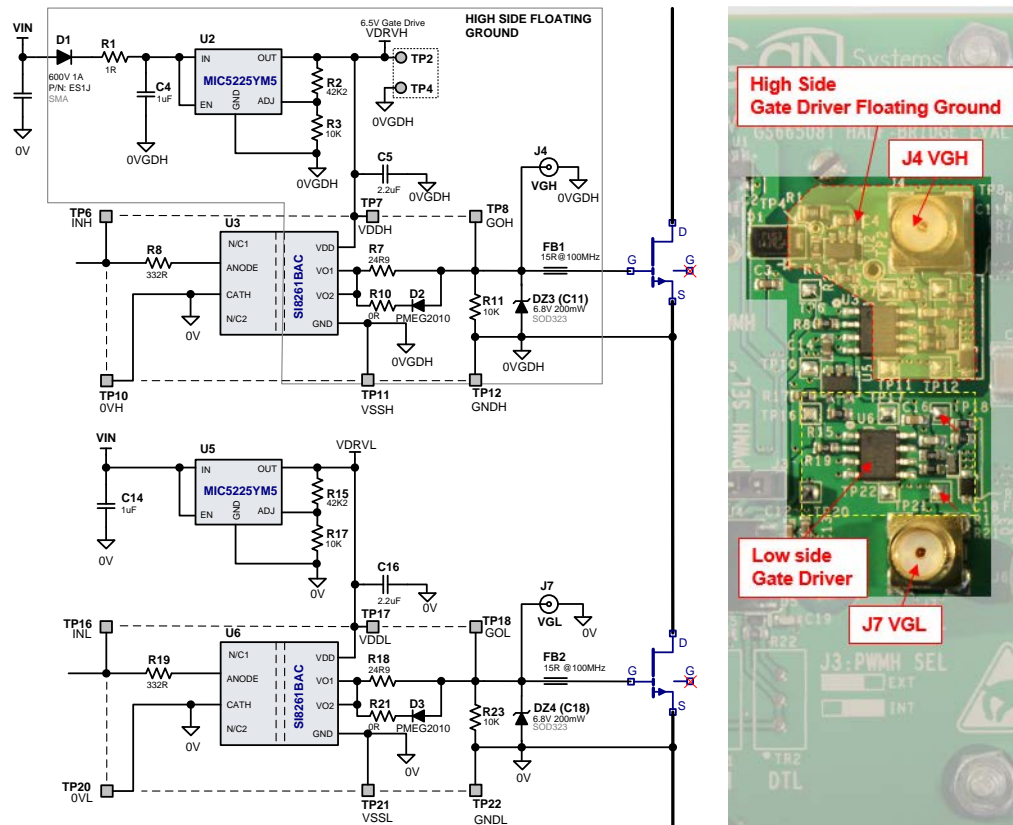 VIN
D1
600V 1A
P/N: ES1J
SMA
R1
1R
C4
1uF
0V
0VGDH
U2
IN
OUT
MIC5225YM5
EN
GND
ADJ
R2
42K2
R3
10K
0VGDH
6.5V Gate Drive
VDRVH
TP2
TP4
0VGDH
HIGH SIDE FLOATING
GROUND
C5
2.2uF
0VGDH
J4
VGH
0VGDH
TP6
INH
TP7
VDDH
TP8
GOH
U3
N/C1
ANODE
CATH
N/C2
SI8261BAC
VDD
VO1
VO2
GND
R8
332R
0V
R7
24R9
R10
0R
D2
PMEG2010
0VGDH
R11
10K
FB1
15R@100MHz
DZ3 (C11)
6.8V 200mW
SOD323
0VGDH
D
G
G
S
TP10
0VH
TP11
VSSH
TP12
GNDH
VIN
C14
1uF
0V
U5
IN
OUT
MIC5225YM5
EN
GND
ADJ
R15
42K2
R17
10K
0V
VDRVL
C16
2.2uF
0V
J7
VGL
0V
TP16
INL
TP17
VDDL
TP18
GOL
U6
N/C1
ANODE
CATH
N/C2
SI8261BAC
VDD
VO1
VO2
GND
R19
332R
0V
R18
24R9
R21
0R
D3
PMEG2010
0V
R23
10K
FB2
15R @100MHz
DZ4 (C18)
6.8V 200mW
SOD323
0V
D
G
G
S
TP20
0VL
TP21
VSSL
TP22
GNDL
GaN Systems
High Side
Gate Driver Floating Ground
J4 VGH
Low side
Gate Driver
J7 VGL
J3:PWMH SEL
EXT
INT
TR2
DTL